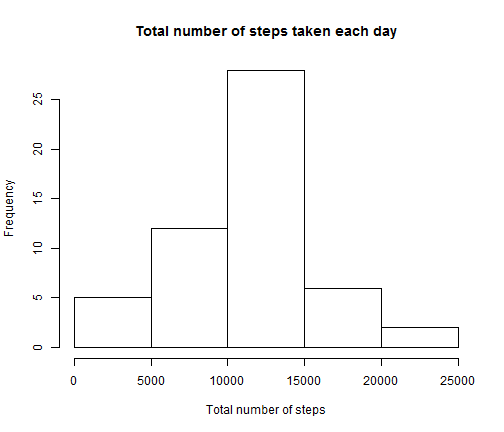 Total number of steps taken each day
Frequency
25
20
15
10
5
0
0 5000 10000 15000 20000 25000
Total number of steps